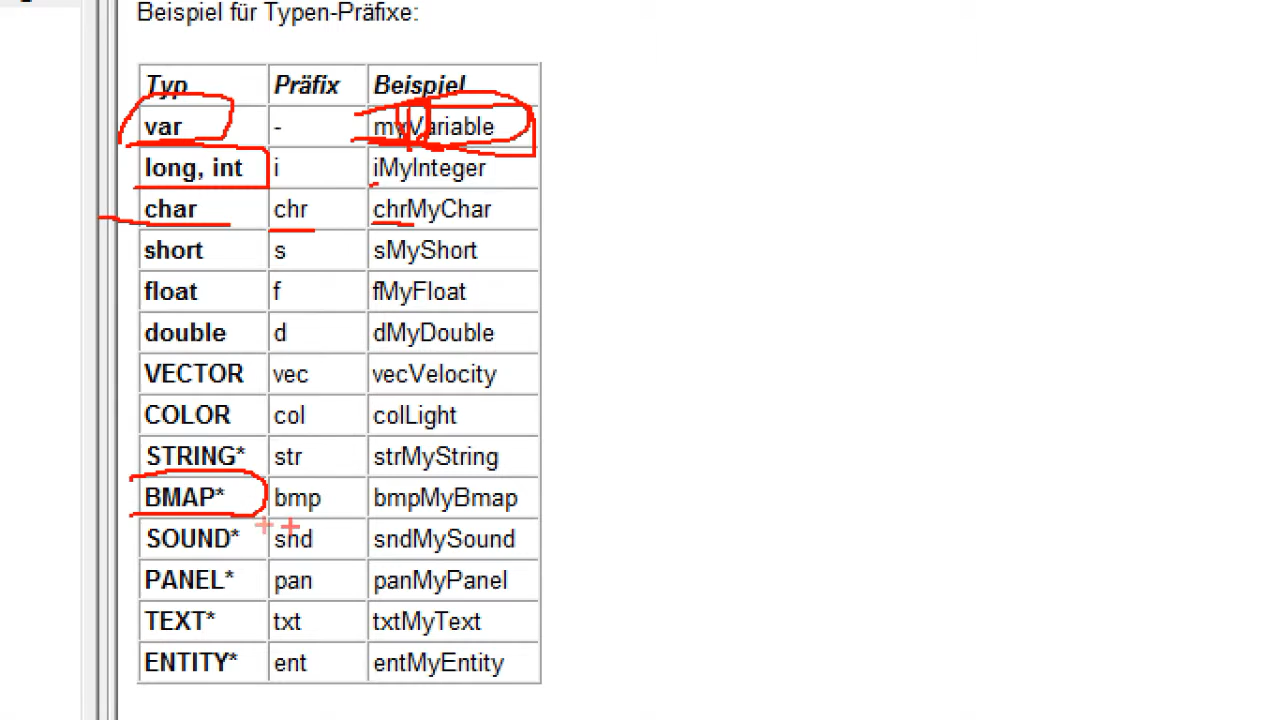 Beispiel für Typen-Präfixe:
Typ Präfix Beispiel
var - myVariable
long, int i iMyInteger
char chr chrMyChar
short s sMyShort
float f fMyFloat
double d dMyDouble
VECTOR vec vecVelocity
COLOR col colLight
STRING* str strMyString
BMAP* bmp bmpMyBmap
SOUND* snd sndMySound
PANEL* pan panMyPanel
TEXT* txt txtMyText
ENTITY* ent entMyEntity